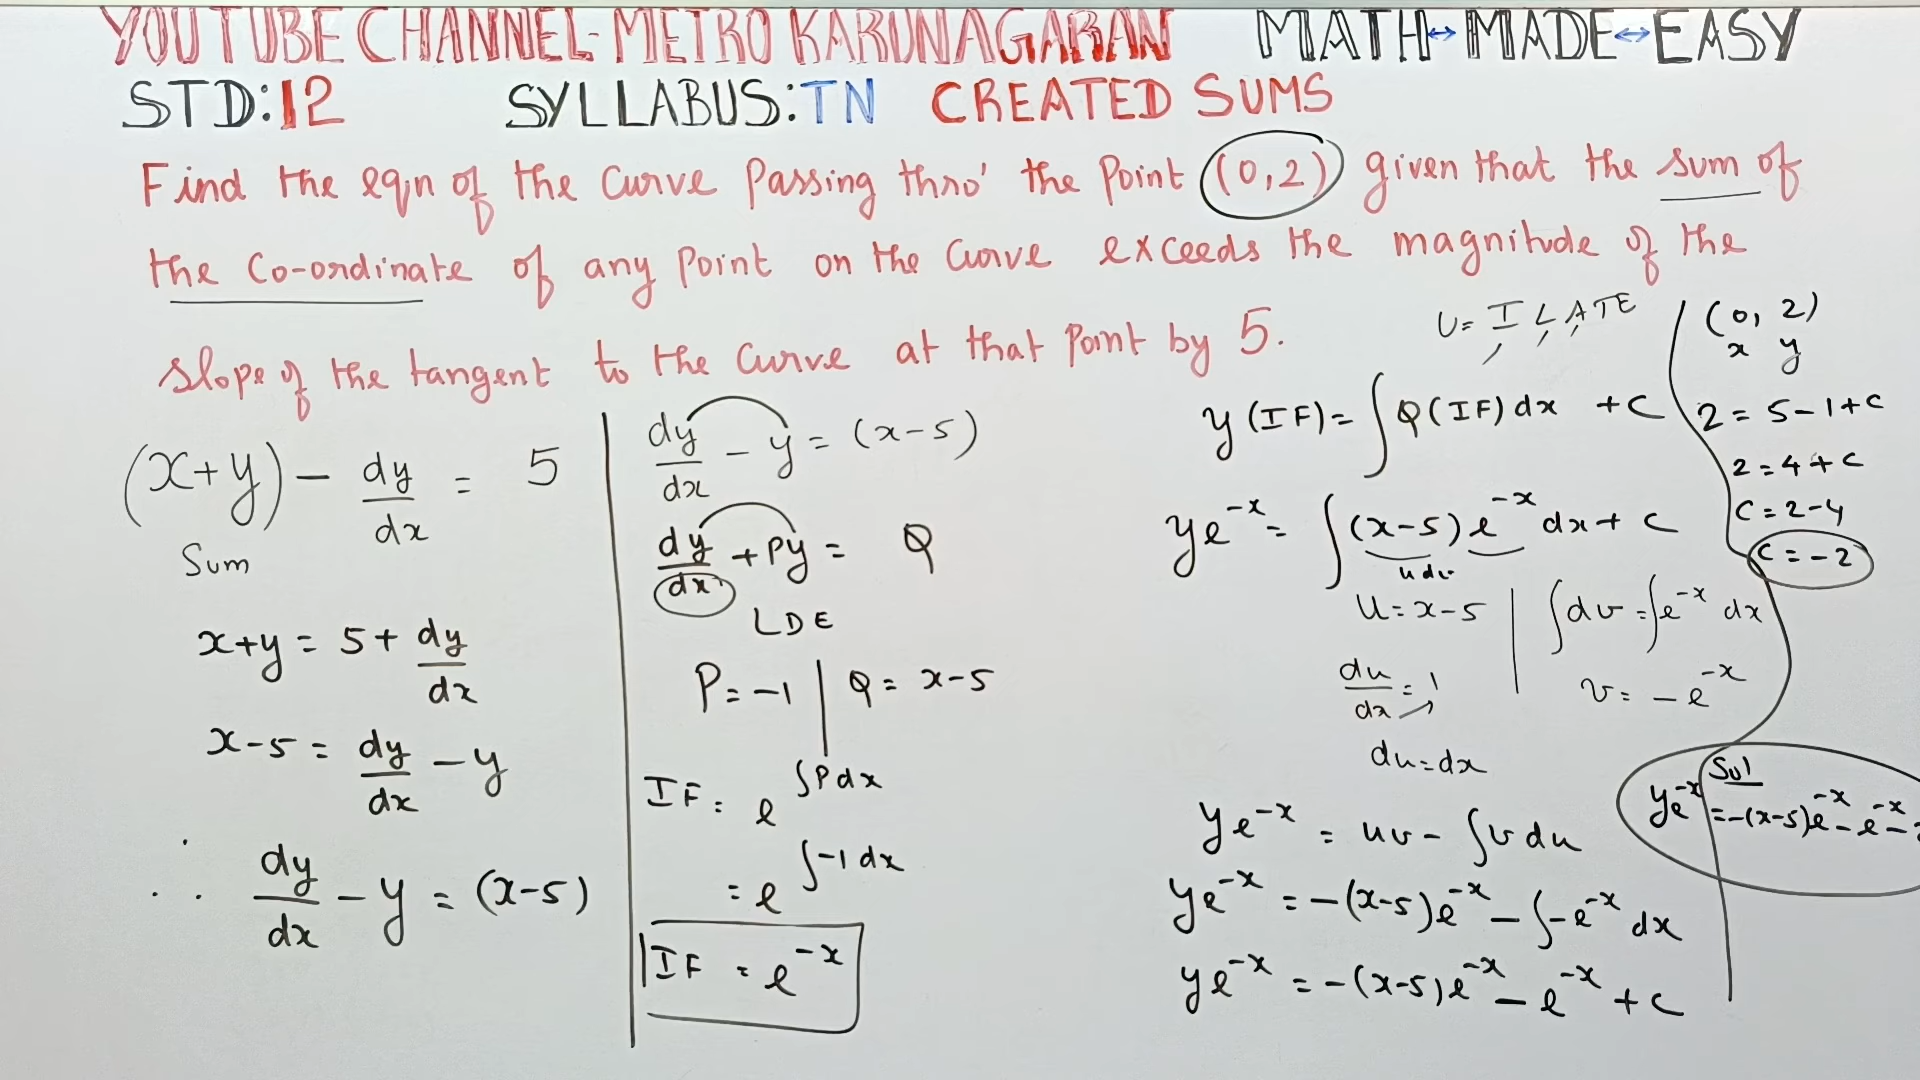 YOUTUBE CHANNEL-METRO KARUNAGARAN MATH↔MADE↔EASY
STD:12 SYLLABUS:TN CREATED SUMS
Find the eqn of the curve passing thro' the point (0,2) given that the sum of
the co-ordinate of any point on the curve exceeds the magnitude of the
slope of the tangent to the curve at that point by 5.
(x+y) - dy/dx = 5
Sum
x+y = 5+ dy/dx
x-5 = dy/dx - y
∴ dy/dx - y = (x-5)
dy/dx - y = (x-5)
dy/dx + Py = Q
LDE
P = -1 | Q = x-5
IF = e^∫Pdx
= e^∫-1dx
IF = e^-x
U = ILATE
y(IF) = ∫Q(IF)dx + C
ye^-x = ∫(x-5)e^-x dx + c
u dv
u = x-5 | ∫dv = ∫e^-x dx
du/dx = 1 v = -e^-x
du = dx
ye^-x = uv - ∫v du
ye^-x = -(x-5)e^-x - ∫-e^-x dx
ye^-x = -(x-5)e^-x - e^-x + c
(0, 2)
x y
2 = 5-1+c
2 = 4+c
c = 2-4
c = -2
Sol
ye^-x = -(x-5)e^-x - e^-x -